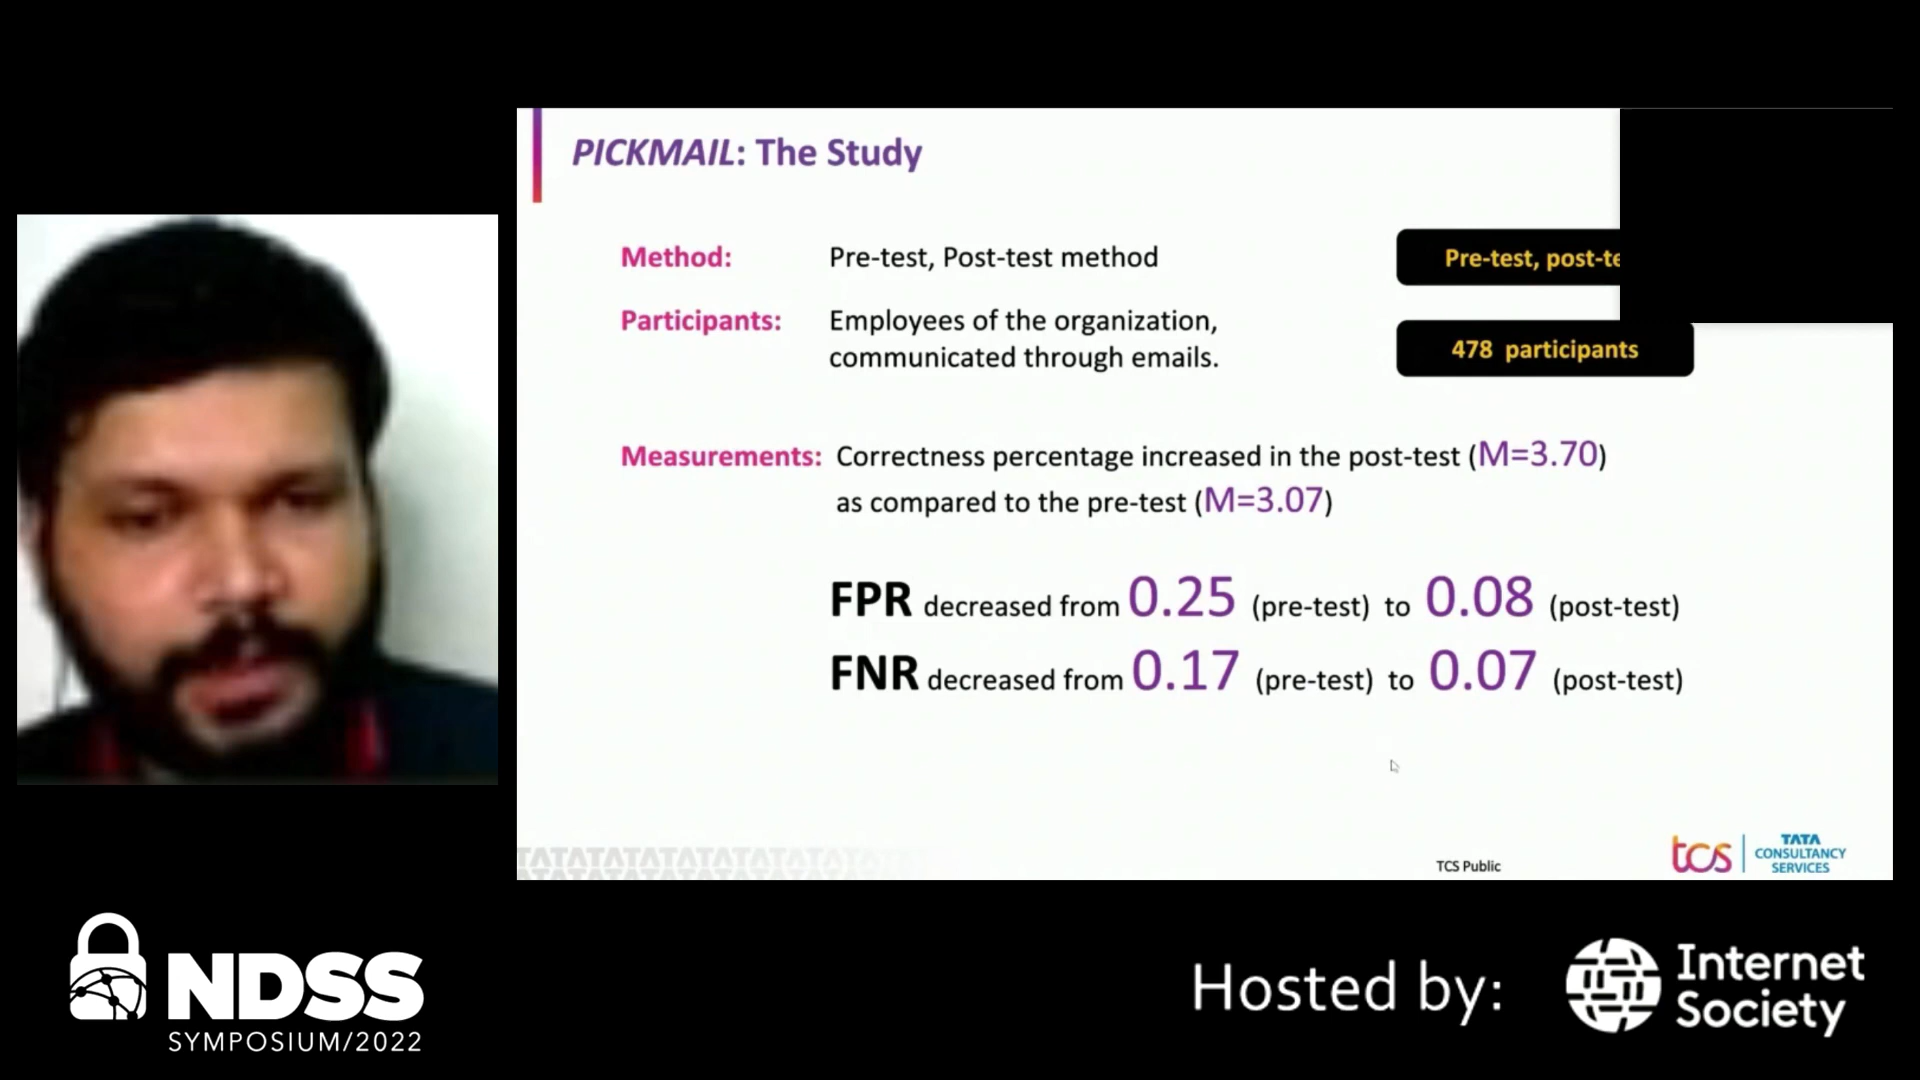 PICKMAIL: The Study
Method: Pre-test, Post-test method
Pre-test, post-te
Participants: Employees of the organization,
communicated through emails.
478 participants
Measurements: Correctness percentage increased in the post-test (M=3.70)
as compared to the pre-test (M=3.07)
FPR decreased from 0.25 (pre-test) to 0.08 (post-test)
FNR decreased from 0.17 (pre-test) to 0.07 (post-test)
TATATATATATATATATATATA
TCS Public
tcs
TATA
CONSULTANCY
SERVICES
NDSS
SYMPOSIUM/2022
Hosted by:
Internet
Society